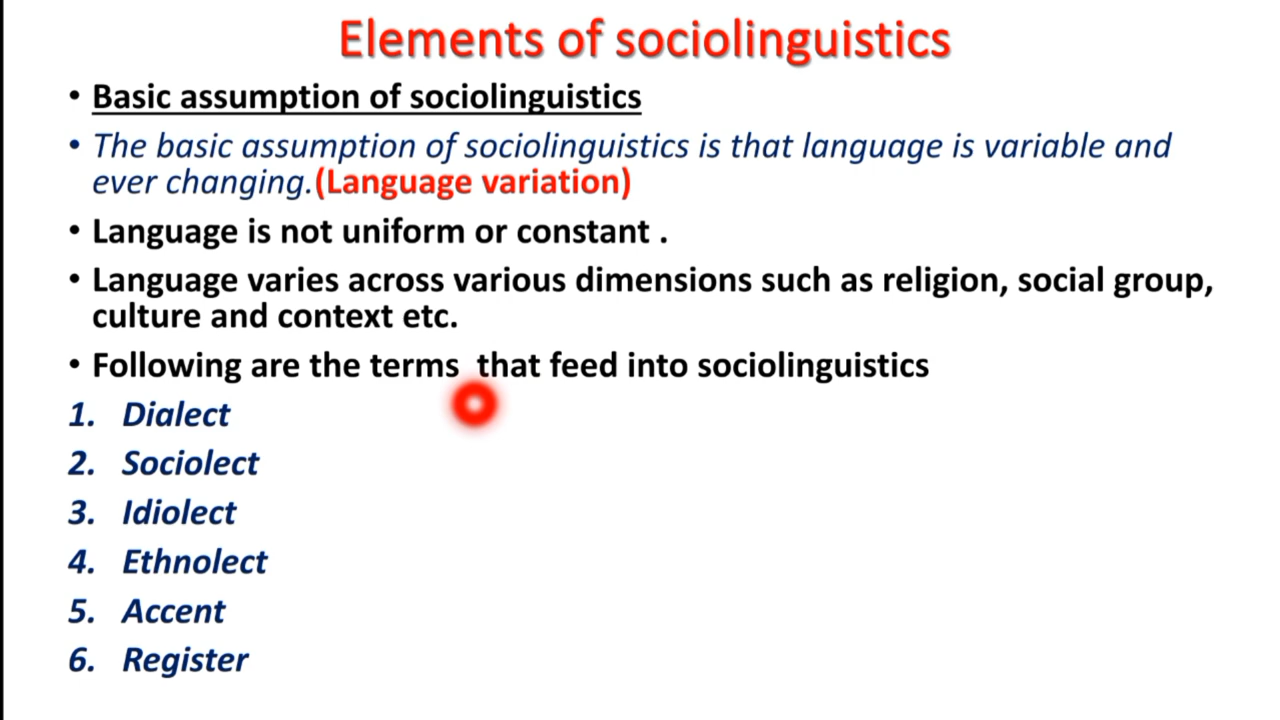 Elements of sociolinguistics
• Basic assumption of sociolinguistics
• The basic assumption of sociolinguistics is that language is variable and
ever changing.(Language variation)
• Language is not uniform or constant .
• Language varies across various dimensions such as religion, social group,
culture and context etc.
• Following are the terms  that feed into sociolinguistics
1. Dialect
2. Sociolect
3. Idiolect
4. Ethnolect
5. Accent
6. Register